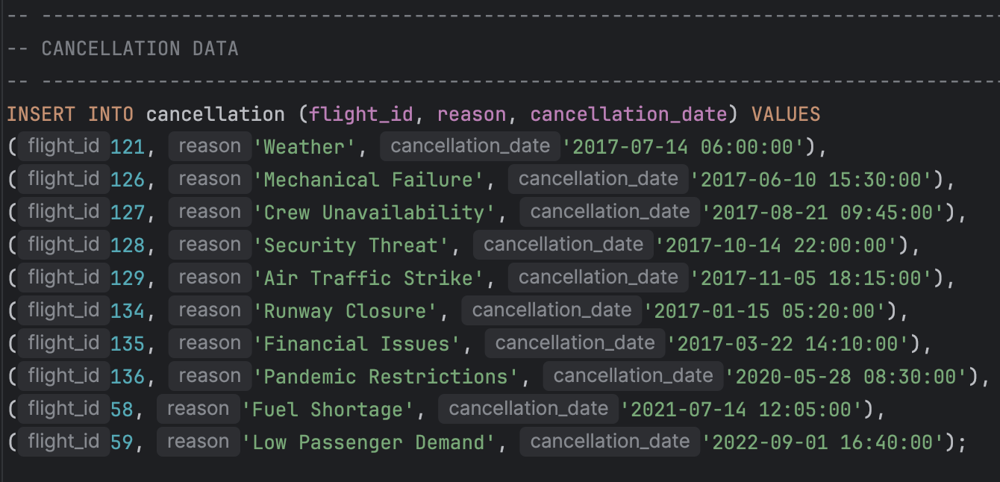 -- -----------------------------------------------------------------------------------
-- CANCELLATION DATA
-- -----------------------------------------------------------------------------------
INSERT INTO cancellation (flight_id, reason, cancellation_date) VALUES
( flight_id 121, reason 'Weather', cancellation_date '2017-07-14 06:00:00'),
( flight_id 126, reason 'Mechanical Failure', cancellation_date '2017-06-10 15:30:00'),
( flight_id 127, reason 'Crew Unavailability', cancellation_date '2017-08-21 09:45:00'),
( flight_id 128, reason 'Security Threat', cancellation_date '2017-10-14 22:00:00'),
( flight_id 129, reason 'Air Traffic Strike', cancellation_date '2017-11-05 18:15:00'),
( flight_id 134, reason 'Runway Closure', cancellation_date '2017-01-15 05:20:00'),
( flight_id 135, reason 'Financial Issues', cancellation_date '2017-03-22 14:10:00'),
( flight_id 136, reason 'Pandemic Restrictions', cancellation_date '2020-05-28 08:30:00'),
( flight_id 58, reason 'Fuel Shortage', cancellation_date '2021-07-14 12:05:00'),
( flight_id 59, reason 'Low Passenger Demand', cancellation_date '2022-09-01 16:40:00');